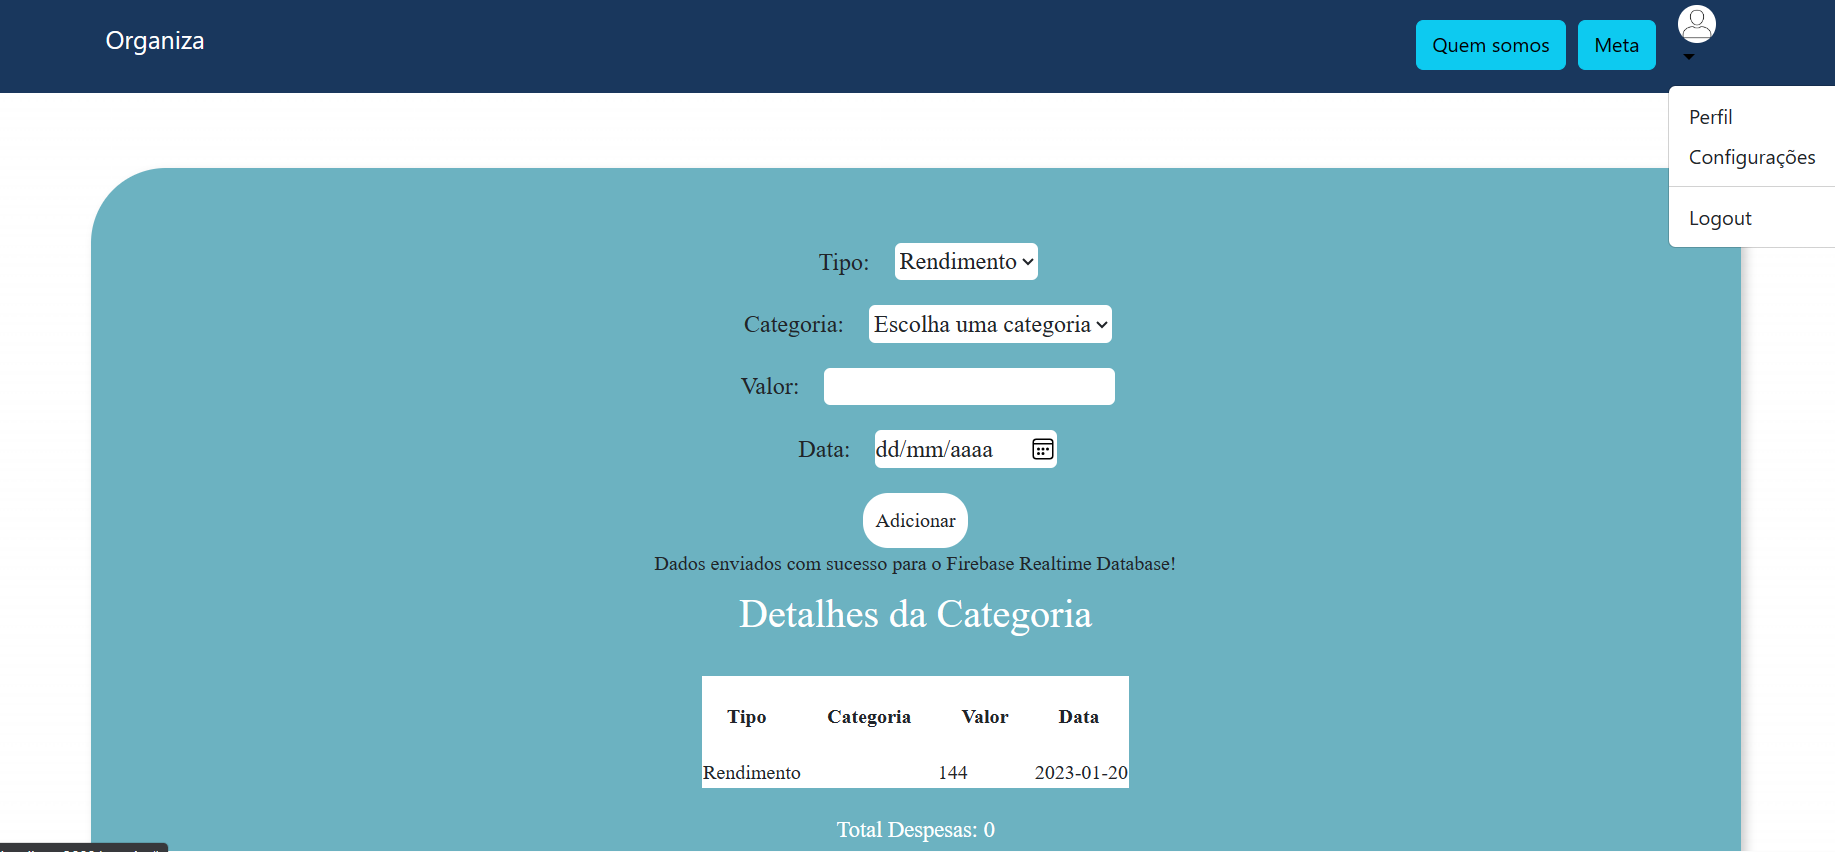 Organiza
Quem somos
Meta
Perfil
Configurações
Logout
Tipo: Rendimento
Categoria: Escolha uma categoria
Valor:
Data: dd/mm/aaaa
Adicionar
Dados enviados com sucesso para o Firebase Realtime Database!
Detalhes da Categoria
Tipo Categoria Valor Data
Rendimento 144 2023-01-20
Total Despesas: 0